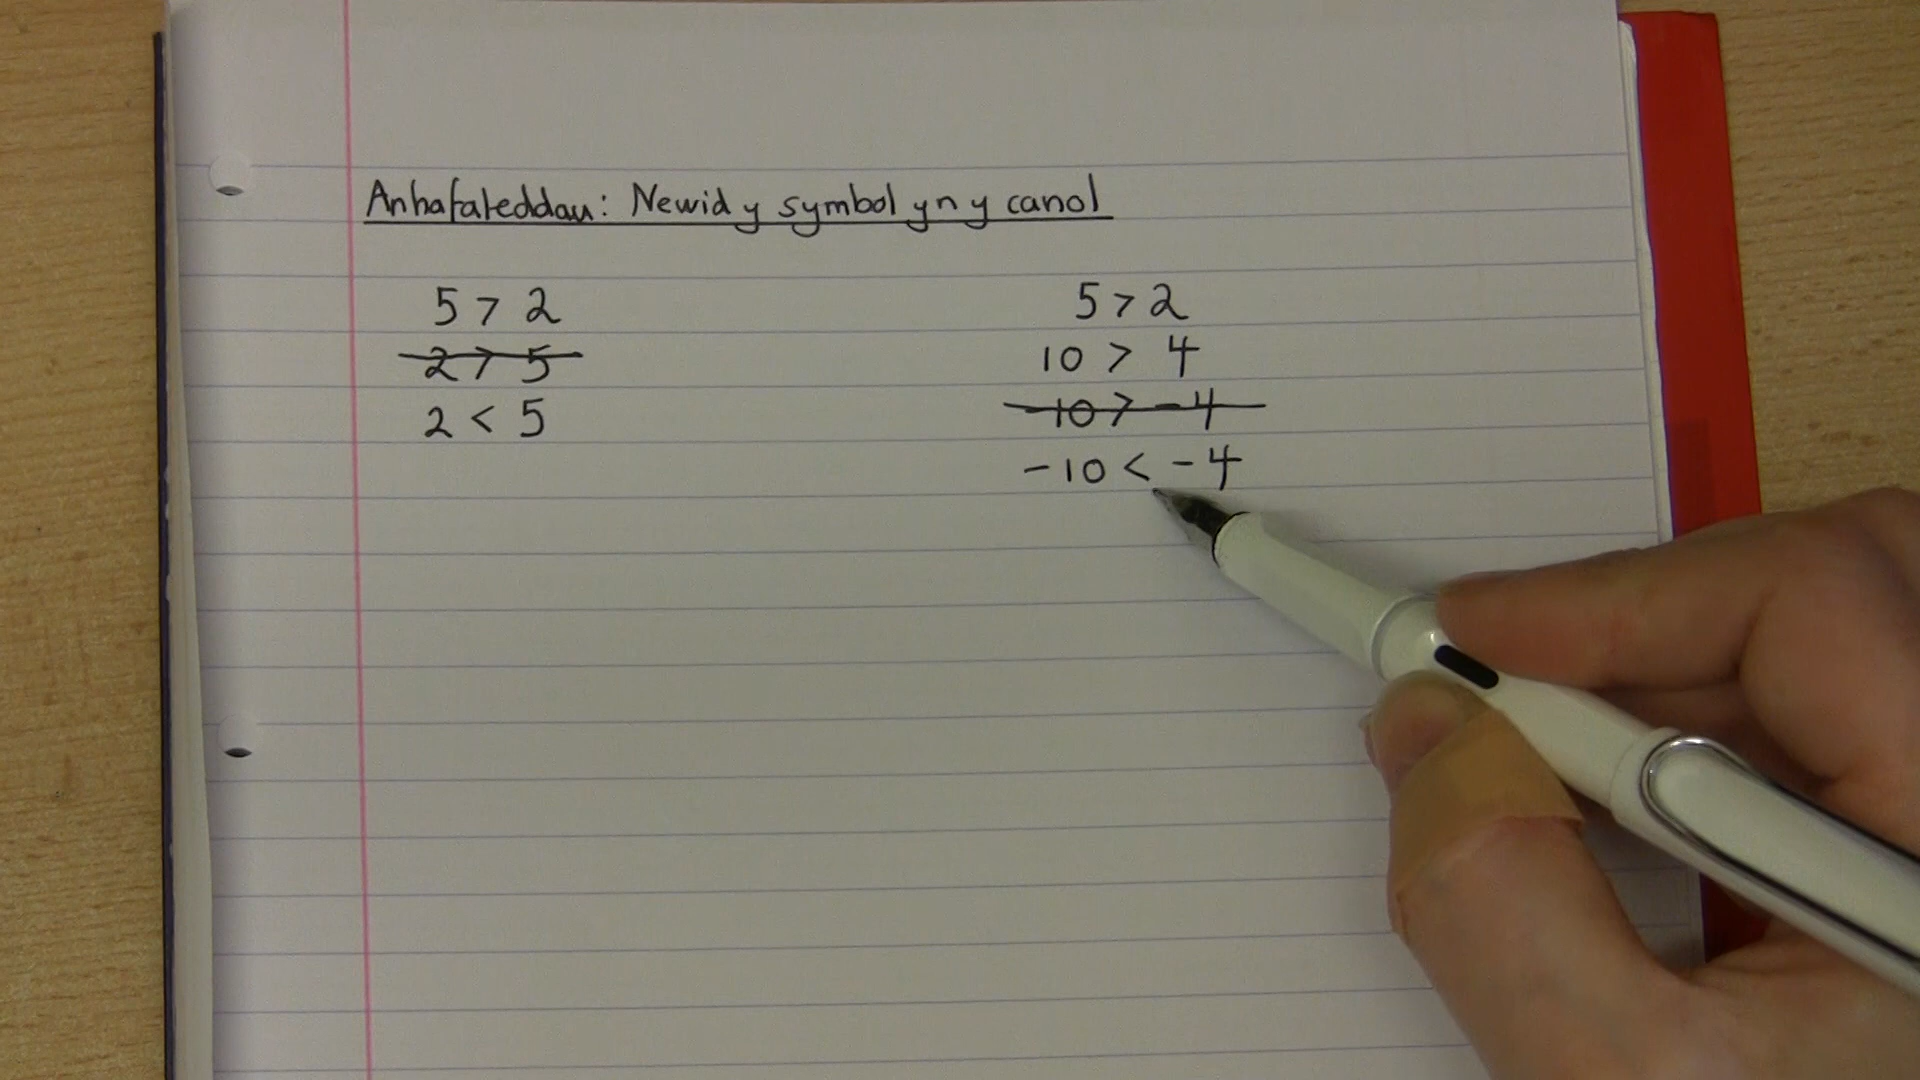 Anhafaleddau: Newid y symbol yn y canol
5 > 2
2 > 5
2 < 5
5 > 2
10 > 4
-10 > -4
-10 < -4